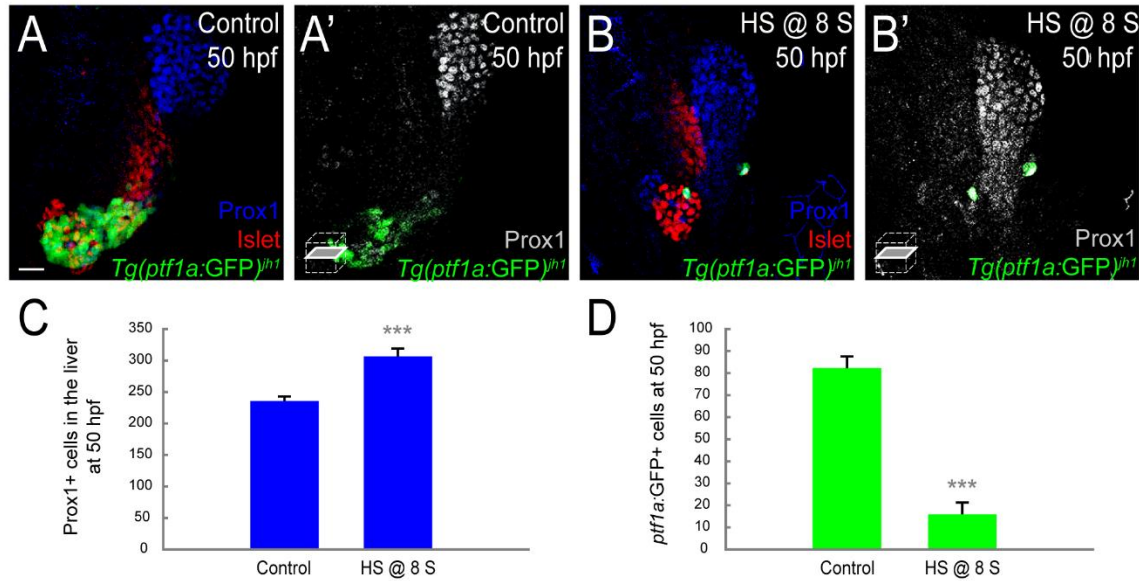 A
Control
50 hpf
Prox1
Islet
Tg(ptf1a:GFP)jh1
A'
Control
50 hpf
Prox1
Tg(ptf1a:GFP)jh1
B
HS @ 8 S
50 hpf
Prox1
Islet
Tg(ptf1a:GFP)jh1
B'
HS @ 8 S
50 hpf
Prox1
Tg(ptf1a:GFP)jh1
C
Prox1+ cells in the liver
at 50 hpf
350
300
250
200
150
100
50
0
***
Control
HS @ 8 S
D
ptf1a:GFP+ cells at 50 hpf
100
90
80
70
60
50
40
30
20
10
0
***
Control
HS @ 8 S